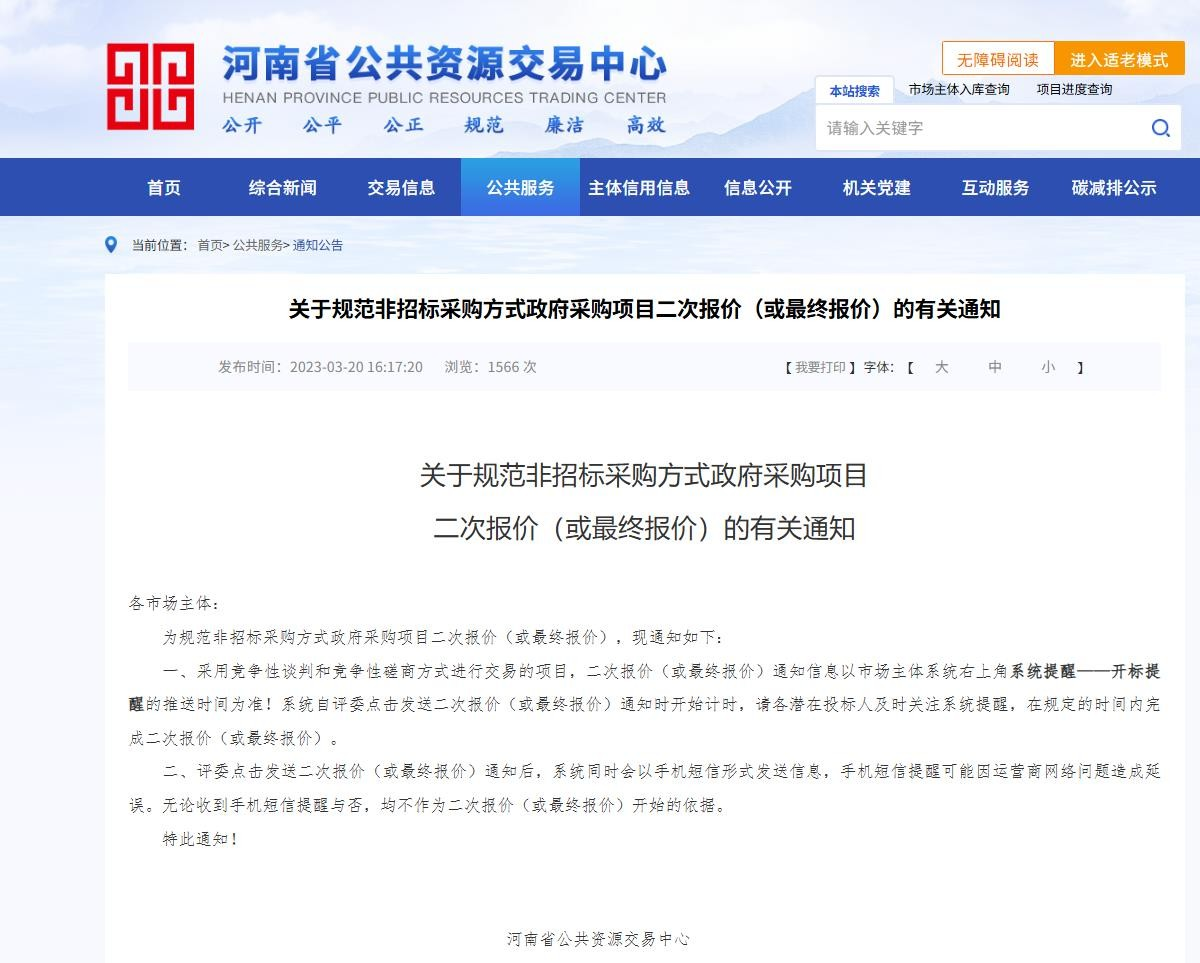 河南省公共资源交易中心
HENAN PROVINCE PUBLIC RESOURCES TRADING CENTER
公开 公平 公正 规范 廉洁 高效
无障碍阅读 进入适老模式
本站搜索 市场主体入库查询 项目进度查询
请输入关键字
首页 综合新闻 交易信息 公共服务 主体信用信息 信息公开 机关党建 互动服务 碳减排公示
当前位置： 首页> 公共服务> 通知公告
关于规范非招标采购方式政府采购项目二次报价（或最终报价）的有关通知
发布时间：2023-03-20 16:17:20 浏览：1566 次 【 我要打印 】 字体：【 大 中 小 】
关于规范非招标采购方式政府采购项目
二次报价（或最终报价）的有关通知
各市场主体：
为规范非招标采购方式政府采购项目二次报价（或最终报价），现通知如下：
一、采用竞争性谈判和竞争性磋商方式进行交易的项目，二次报价（或最终报价）通知信息以市场主体系统右上角系统提醒——开标提
醒的推送时间为准！系统自评委点击发送二次报价（或最终报价）通知时开始计时，请各潜在投标人及时关注系统提醒，在规定的时间内完
成二次报价（或最终报价）。
二、评委点击发送二次报价（或最终报价）通知后，系统同时会以手机短信形式发送信息，手机短信提醒可能因运营商网络问题造成延
误。无论收到手机短信提醒与否，均不作为二次报价（或最终报价）开始的依据。
特此通知！
河南省公共资源交易中心